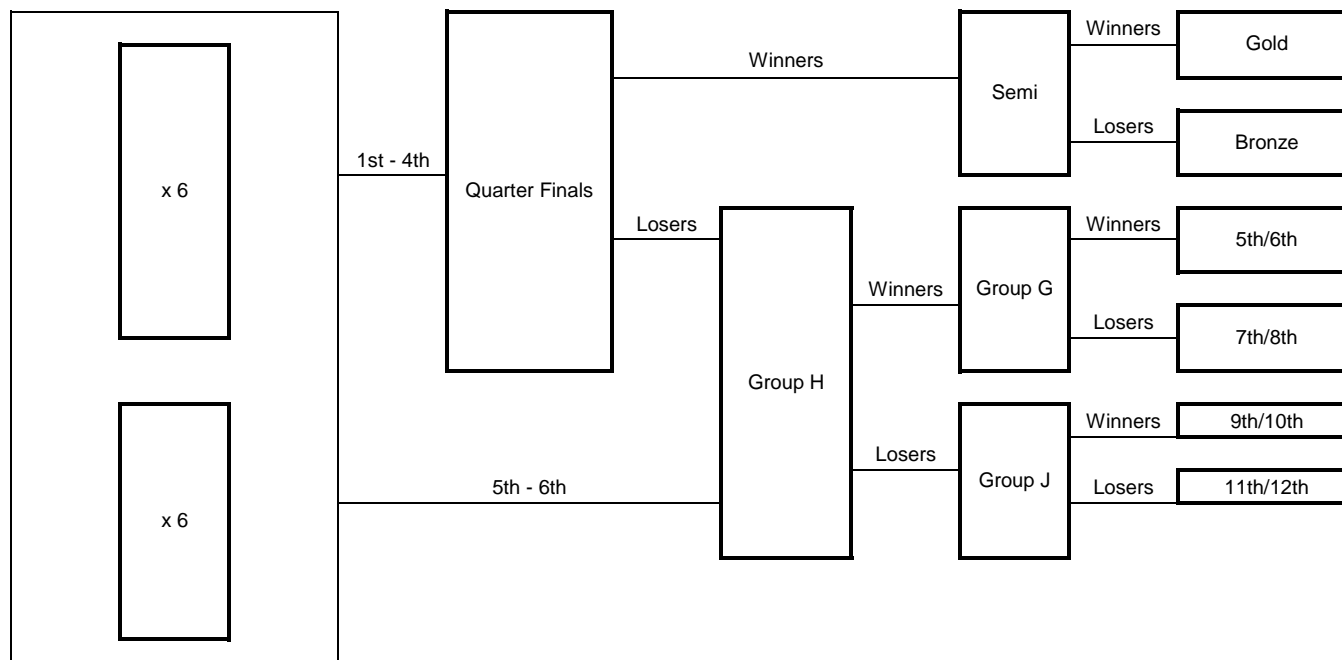 Winners
Gold
Winners
Semi
Losers
Bronze
1st - 4th
x 6
Quarter Finals
Losers
Winners
5th/6th
Winners
Group G
Losers
7th/8th
Group H
Winners
9th/10th
Losers
Group J
5th - 6th
Losers
11th/12th
x 6